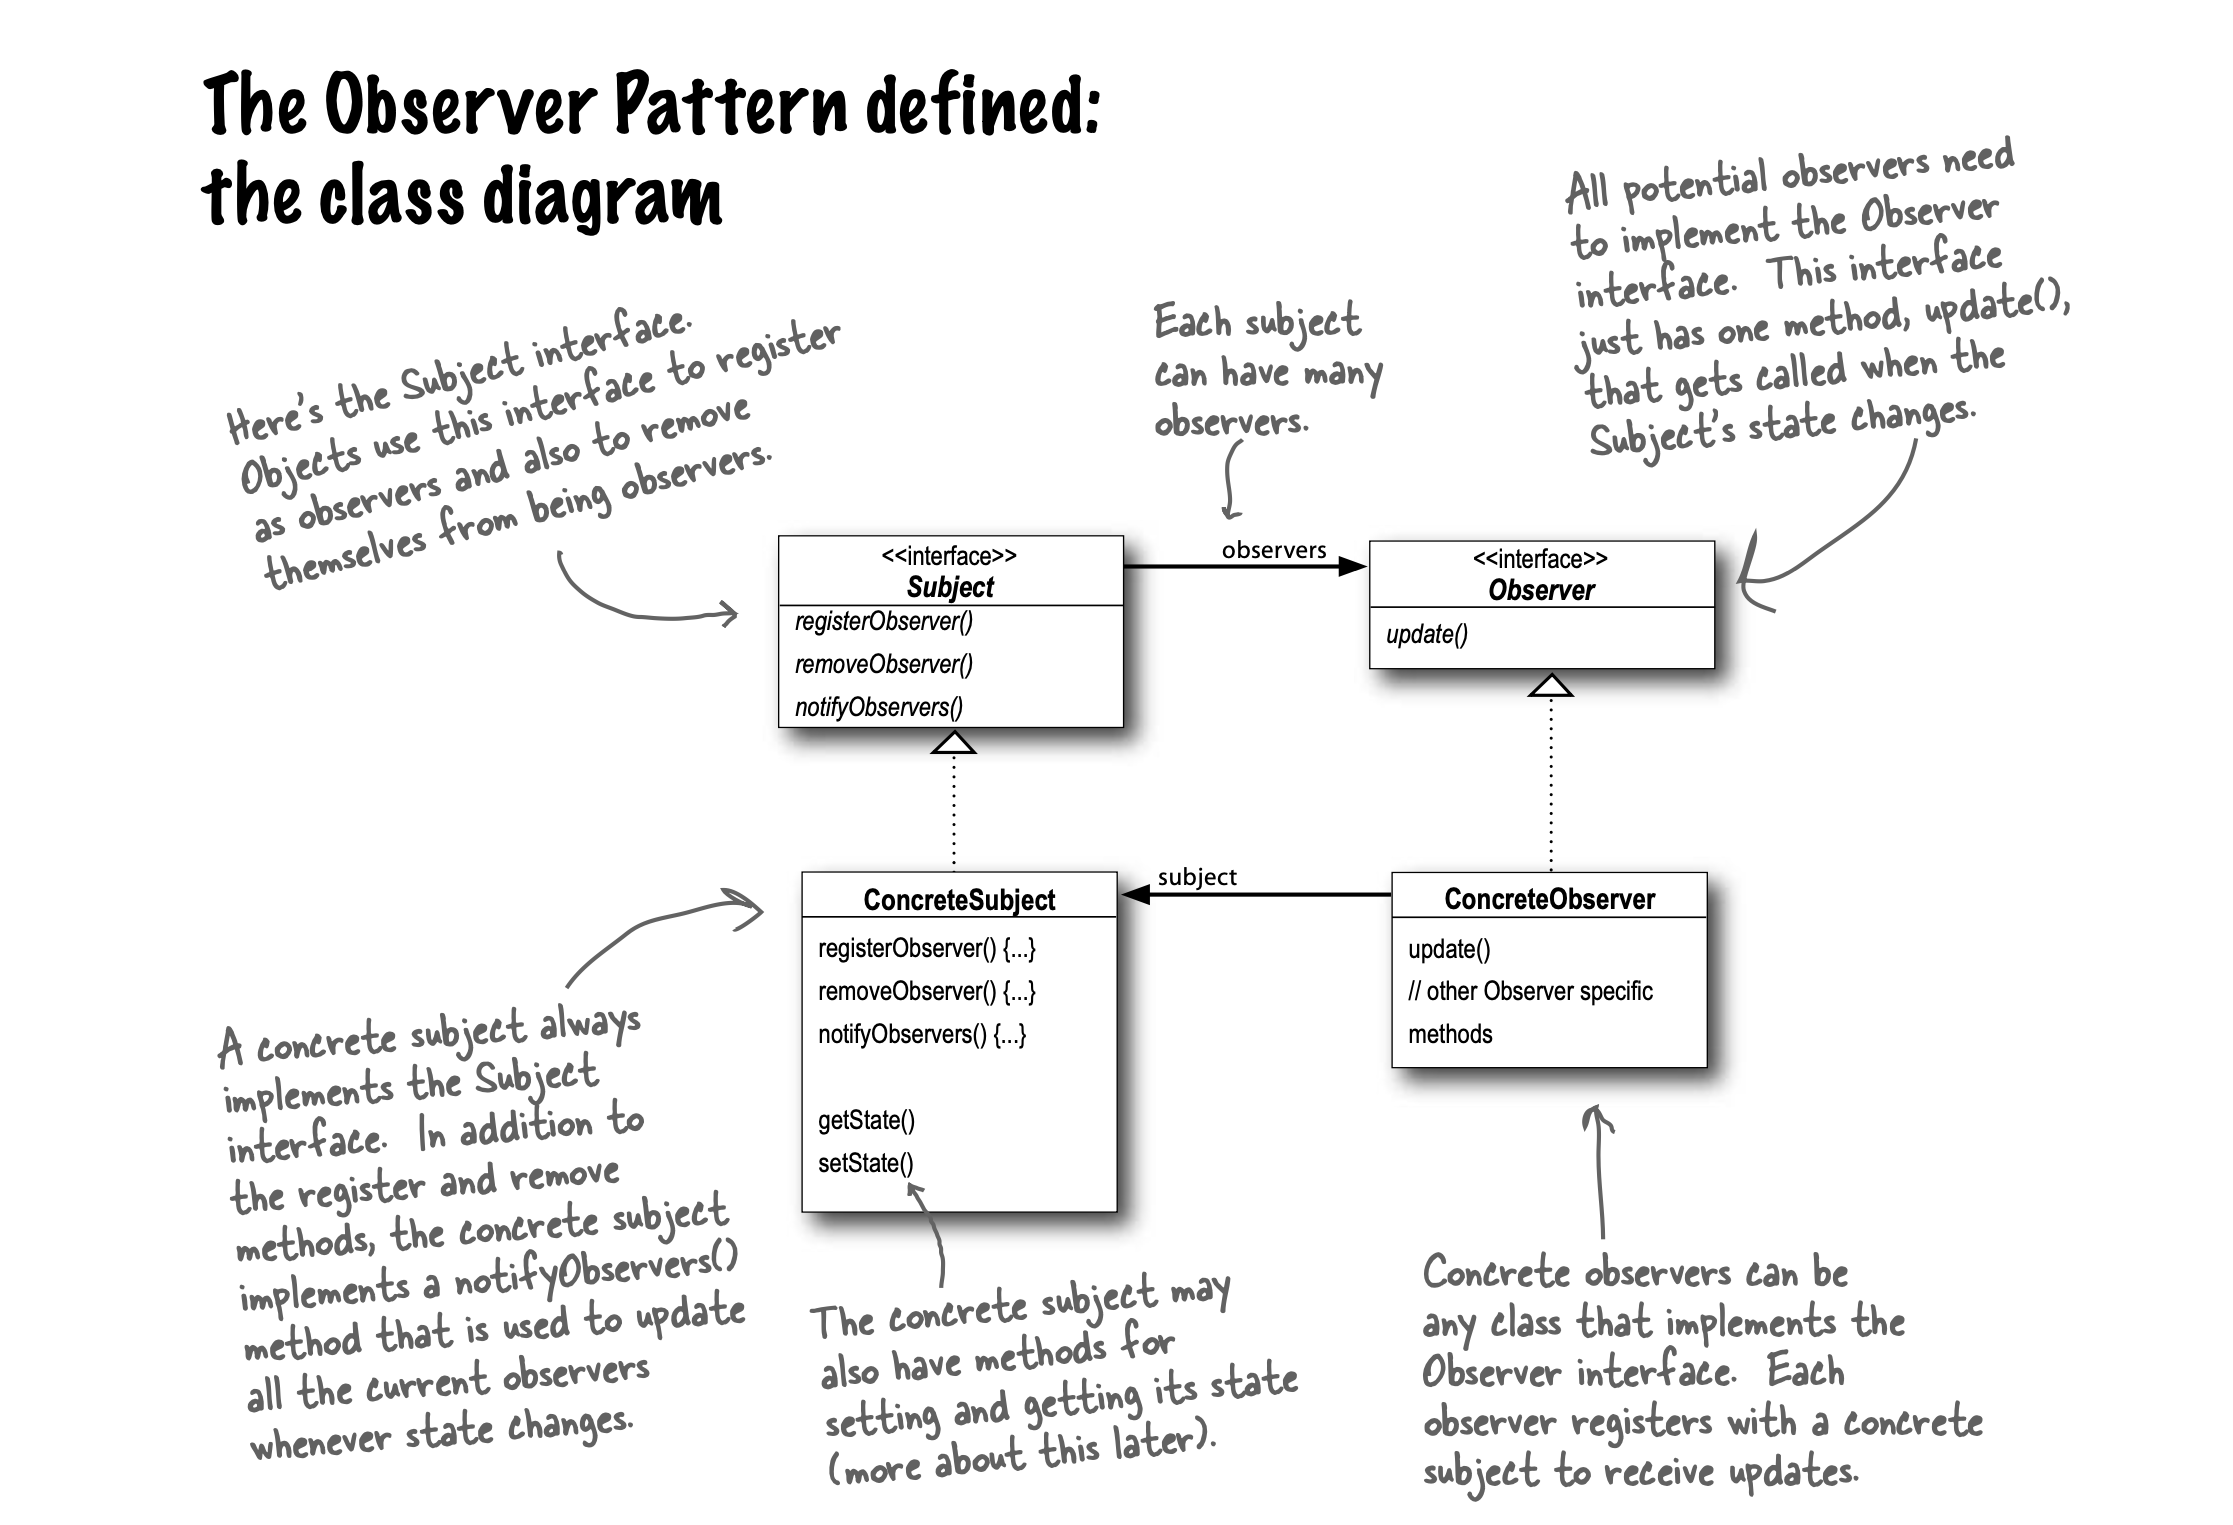 The Observer Pattern defined:
the class diagram
All potential observers need
to implement the Observer
interface. This interface
just has one method, update(),
that gets called when the
Subject's state changes.
Each subject
can have many
observers.
Here's the Subject interface.
Objects use this interface to register
as observers and also to remove
themselves from being observers.
<<interface>>
Subject
registerObserver()
removeObserver()
notifyObservers()
observers
<<interface>>
Observer
update()
ConcreteSubject
registerObserver() {...}
removeObserver() {...}
notifyObservers() {...}
getState()
setState()
subject
ConcreteObserver
update()
// other Observer specific
methods
A concrete subject always
implements the Subject
interface. In addition to
the register and remove
methods, the concrete subject
implements a notifyObservers()
method that is used to update
all the current observers
whenever state changes.
The concrete subject may
also have methods for
setting and getting its state
(more about this later).
Concrete observers can be
any class that implements the
Observer interface. Each
observer registers with a concrete
subject to receive updates.